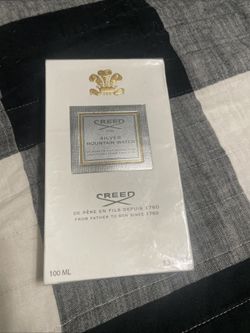 CREED
SILVER
MOUNTAIN WATER
CREED
DE PÈRE EN FILS DEPUIS 1760
FROM FATHER TO SON SINCE 1760
100 ML